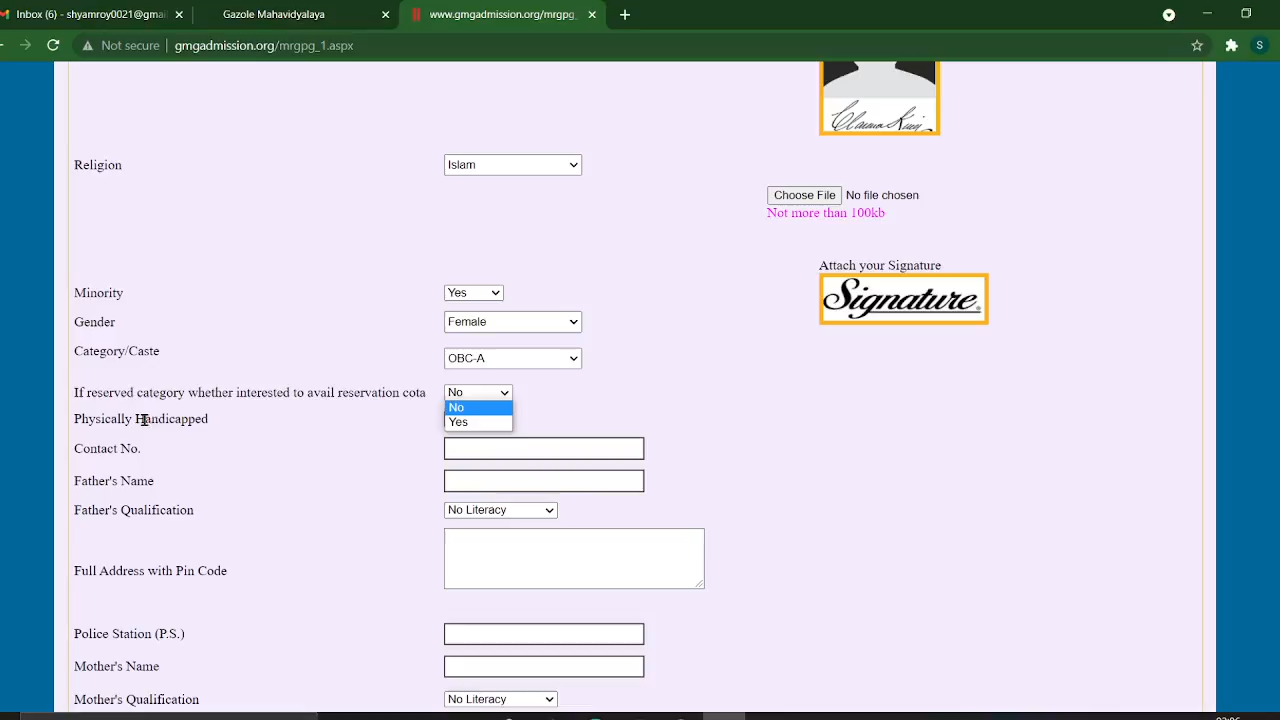 Inbox (6) - shyamroy0021@gmai
Gazole Mahavidyalaya
www.gmgadmission.org/mrgpg_
Not secure
gmgadmission.org/mrgpg_1.aspx
S
Religion
Islam
Choose File No file chosen
Not more than 100kb
Attach your Signature
Signature
Minority
Yes
Gender
Female
Category/Caste
OBC-A
If reserved category whether interested to avail reservation cota
No
No
Yes
Physically Handicapped
Contact No.
Father's Name
Father's Qualification
No Literacy
Full Address with Pin Code
Police Station (P.S.)
Mother's Name
Mother's Qualification
No Literacy